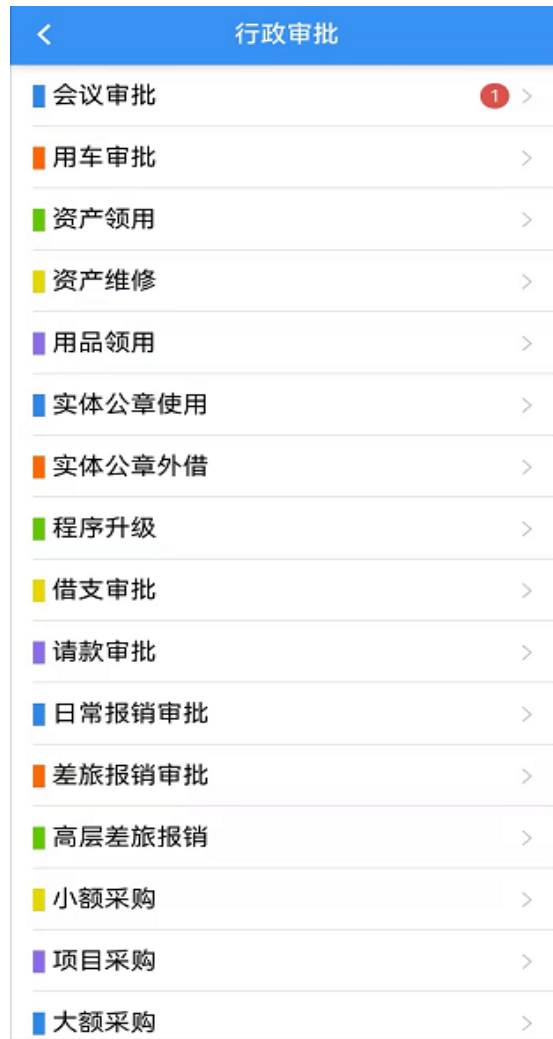 行政审批
会议审批 1
用车审批
资产领用
资产维修
用品领用
实体公章使用
实体公章外借
程序升级
借支审批
请款审批
日常报销审批
差旅报销审批
高层差旅报销
小额采购
项目采购
大额采购